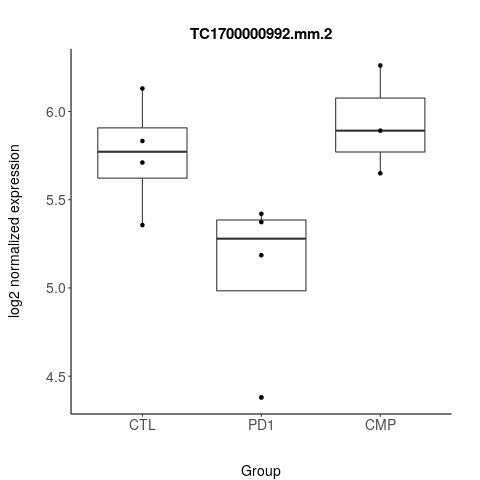 TC1700000992.mm.2
log2 normalized expression
6.0
5.5
5.0
4.5
CTL PD1 CMP
Group